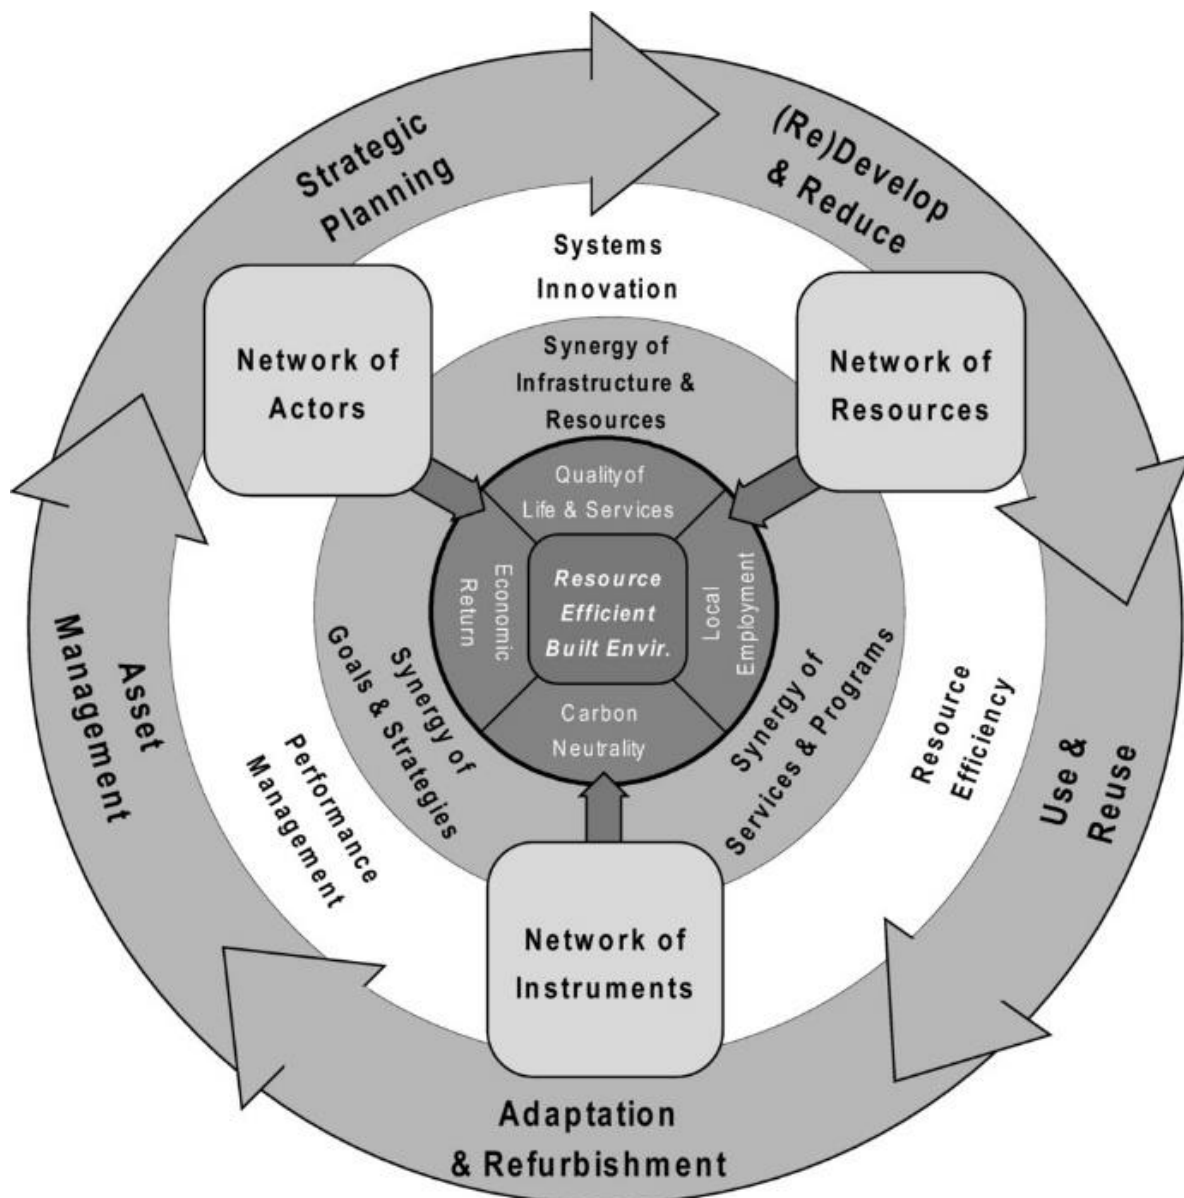 Strategic
Planning
(Re)Develop
& Reduce
Systems
Innovation
Network of
Actors
Synergy of
Infrastructure &
Resources
Network of
Resources
Quality of
Life & Services
Economic
Return
Resource
Efficient
Built Envir.
Local
Employment
Carbon
Neutrality
Synergy of
Goals & Strategies
Synergy of
Services & Programs
Asset
Management
Performance
Management
Resource
Efficiency
Use &
Reuse
Network of
Instruments
Adaptation
& Refurbishment